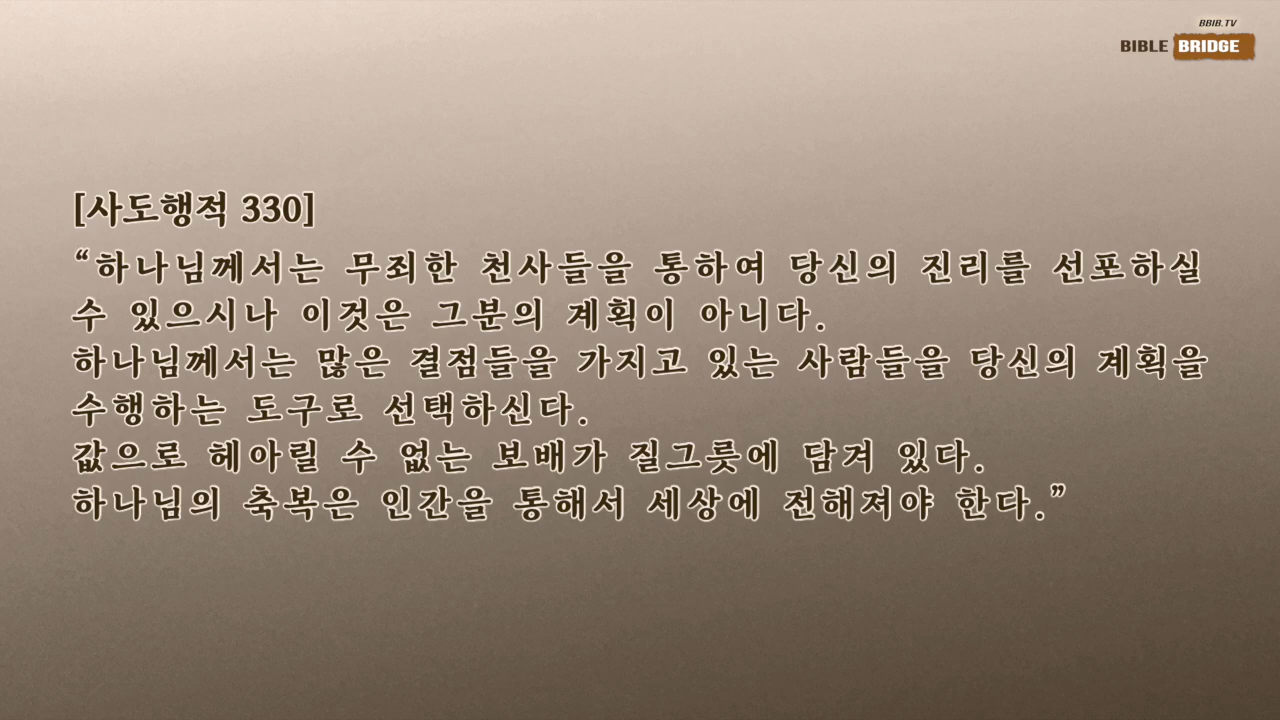 BBIB.TV
BIBLE BRIDGE
[사도행적 330]
“하나님께서는 무죄한 천사들을 통하여 당신의 진리를 선포하실
수 있으시나 이것은 그분의 계획이 아니다.
하나님께서는 많은 결점들을 가지고 있는 사람들을 당신의 계획을
수행하는 도구로 선택하신다.
값으로 헤아릴 수 없는 보배가 질그릇에 담겨 있다.
하나님의 축복은 인간을 통해서 세상에 전해져야 한다.”